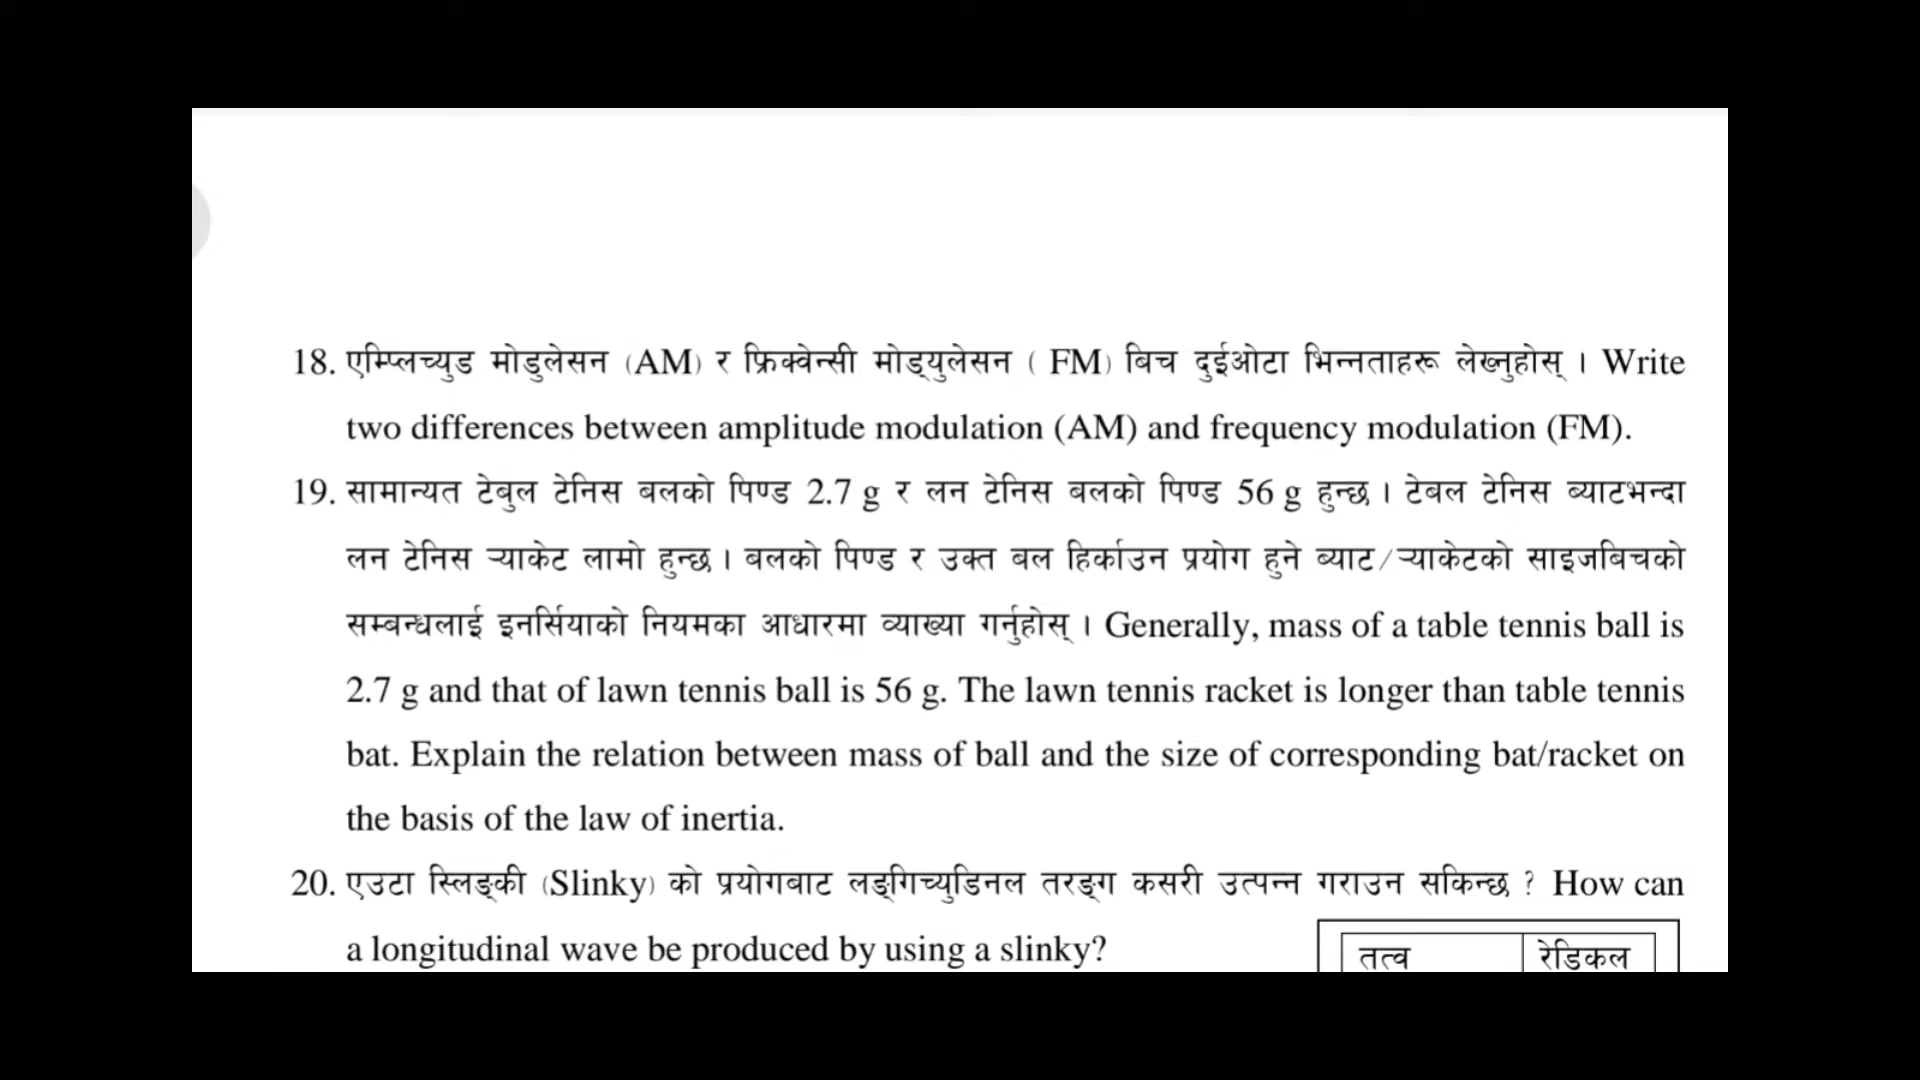 18. एम्प्लिच्युड मोडुलेसन (AM) र फ्रिक्वेन्सी मोड्युलेसन ( FM) बिच दुईओटा भिन्नताहरू लेख्नुहोस् । Write
two differences between amplitude modulation (AM) and frequency modulation (FM).
19. सामान्यत टेबुल टेनिस बलको पिण्ड 2.7 g र लन टेनिस बलको पिण्ड 56 g हुन्छ । टेबल टेनिस ब्याटभन्दा
लन टेनिस र्‍याकेट लामो हुन्छ । बलको पिण्ड र उक्त बल हिर्काउन प्रयोग हुने ब्याट/र्‍याकेटको साइजबिचको
सम्बन्धलाई इनर्सियाको नियमका आधारमा व्याख्या गर्नुहोस् । Generally, mass of a table tennis ball is
2.7 g and that of lawn tennis ball is 56 g. The lawn tennis racket is longer than table tennis
bat. Explain the relation between mass of ball and the size of corresponding bat/racket on
the basis of the law of inertia.
20. एउटा स्लिङ्की (Slinky) को प्रयोगबाट लङ्गिच्युडिनल तरङ्ग कसरी उत्पन्न गराउन सकिन्छ ? How can
a longitudinal wave be produced by using a slinky?
तत्व रेडिकल